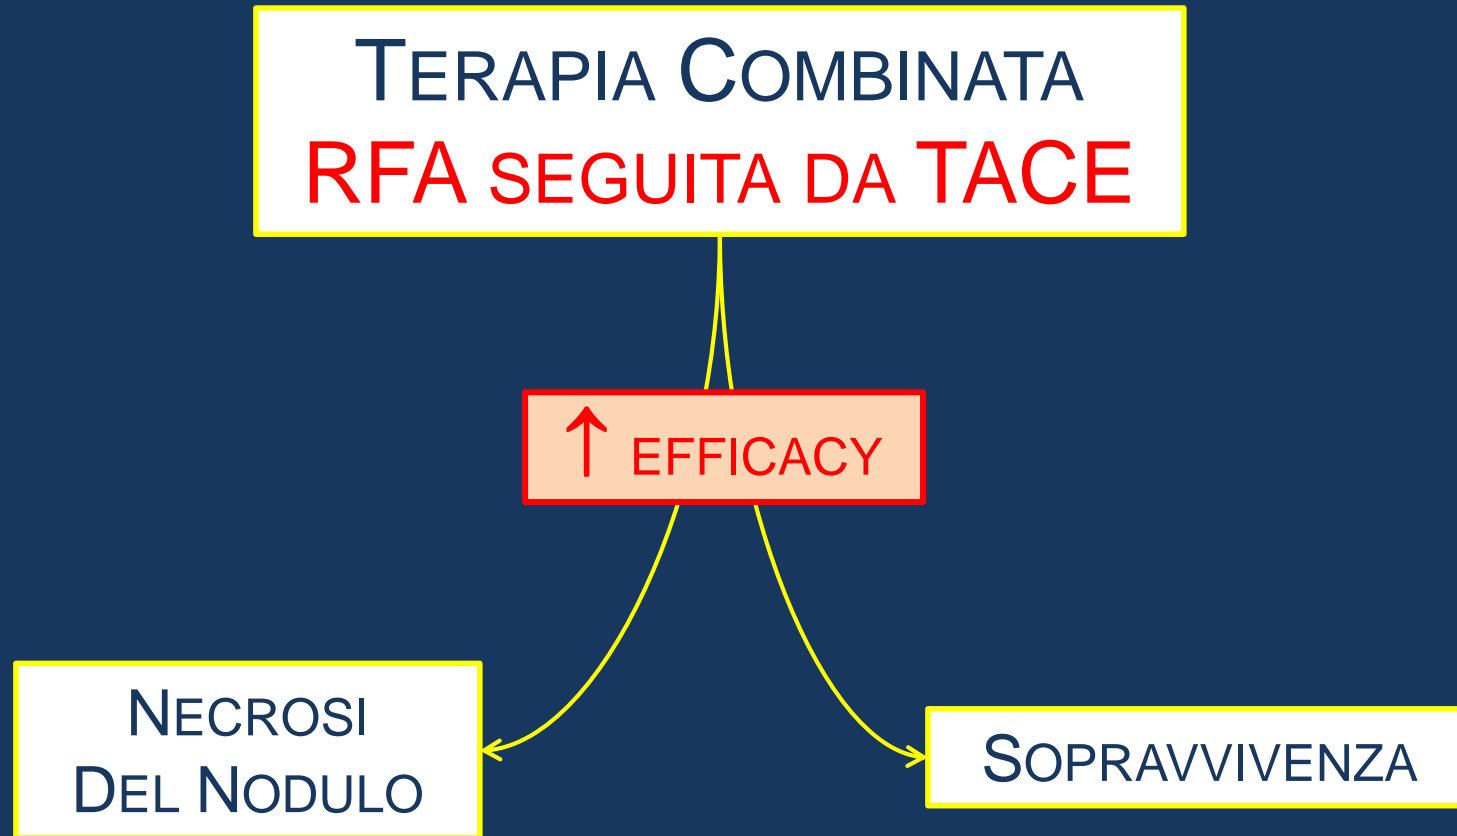 TERAPIA COMBINATA
RFA SEGUITA DA TACE
↑ EFFICACY
NECROSI
DEL NODULO
SOPRAVVIVENZA